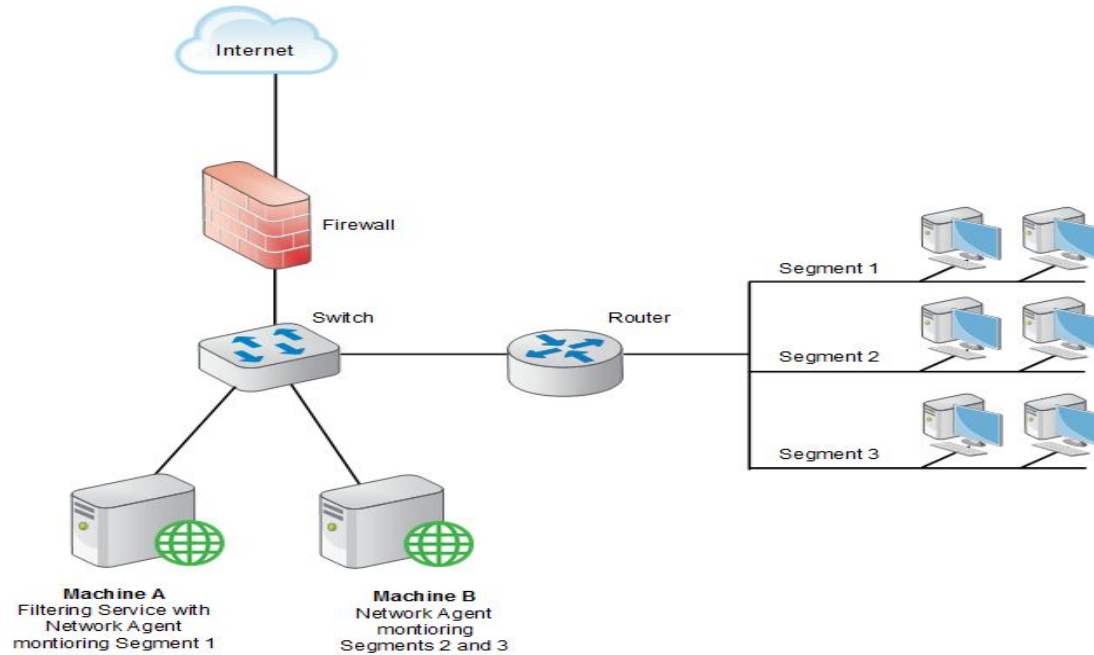 Internet
Firewall
Switch
Router
Segment 1
Segment 2
Segment 3
Machine A
Filtering Service with
Network Agent
montioring Segment 1
Machine B
Network Agent
montioring
Segments 2 and 3